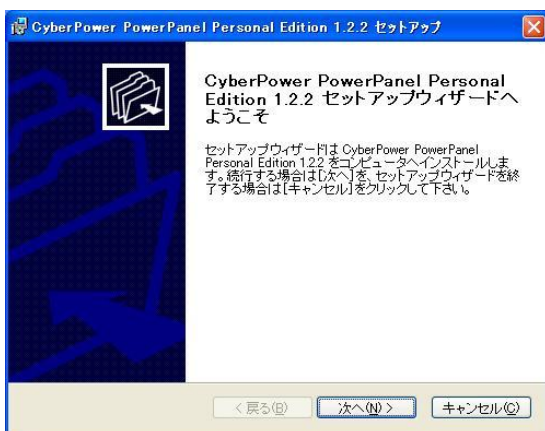 CyberPower PowerPanel Personal Edition 1.2.2 セットアップ
CyberPower PowerPanel Personal
Edition 1.2.2 セットアップウィザードへ
ようこそ
セットアップウィザードは CyberPower PowerPanel
Personal Edition 1.2.2 をコンピュータへインストールしま
す。続行する場合は[次へ]を、セットアップウィザードを終
了する場合は[キャンセル]をクリックして下さい。
< 戻る(B)
次へ(N) >
キャンセル(C)